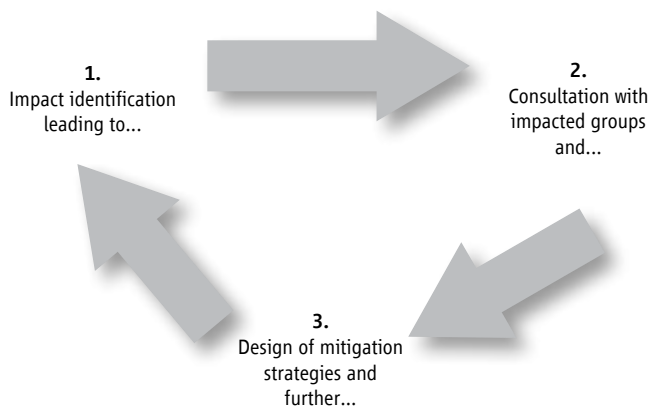 1.
Impact identification
leading to...
2.
Consultation with
impacted groups
and...
3.
Design of mitigation
strategies and
further...